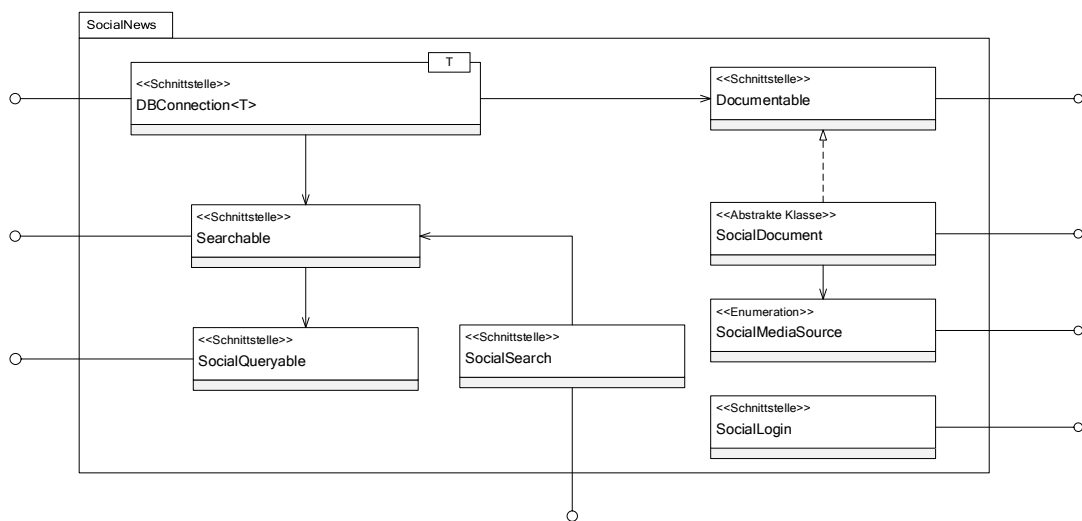 SocialNews
T
<<Schnittstelle>>
DBConnection<T>
<<Schnittstelle>>
Documentable
<<Schnittstelle>>
Searchable
<<Abstrakte Klasse>>
SocialDocument
<<Enumeration>>
SocialMediaSource
<<Schnittstelle>>
SocialQueryable
<<Schnittstelle>>
SocialSearch
<<Schnittstelle>>
SocialLogin